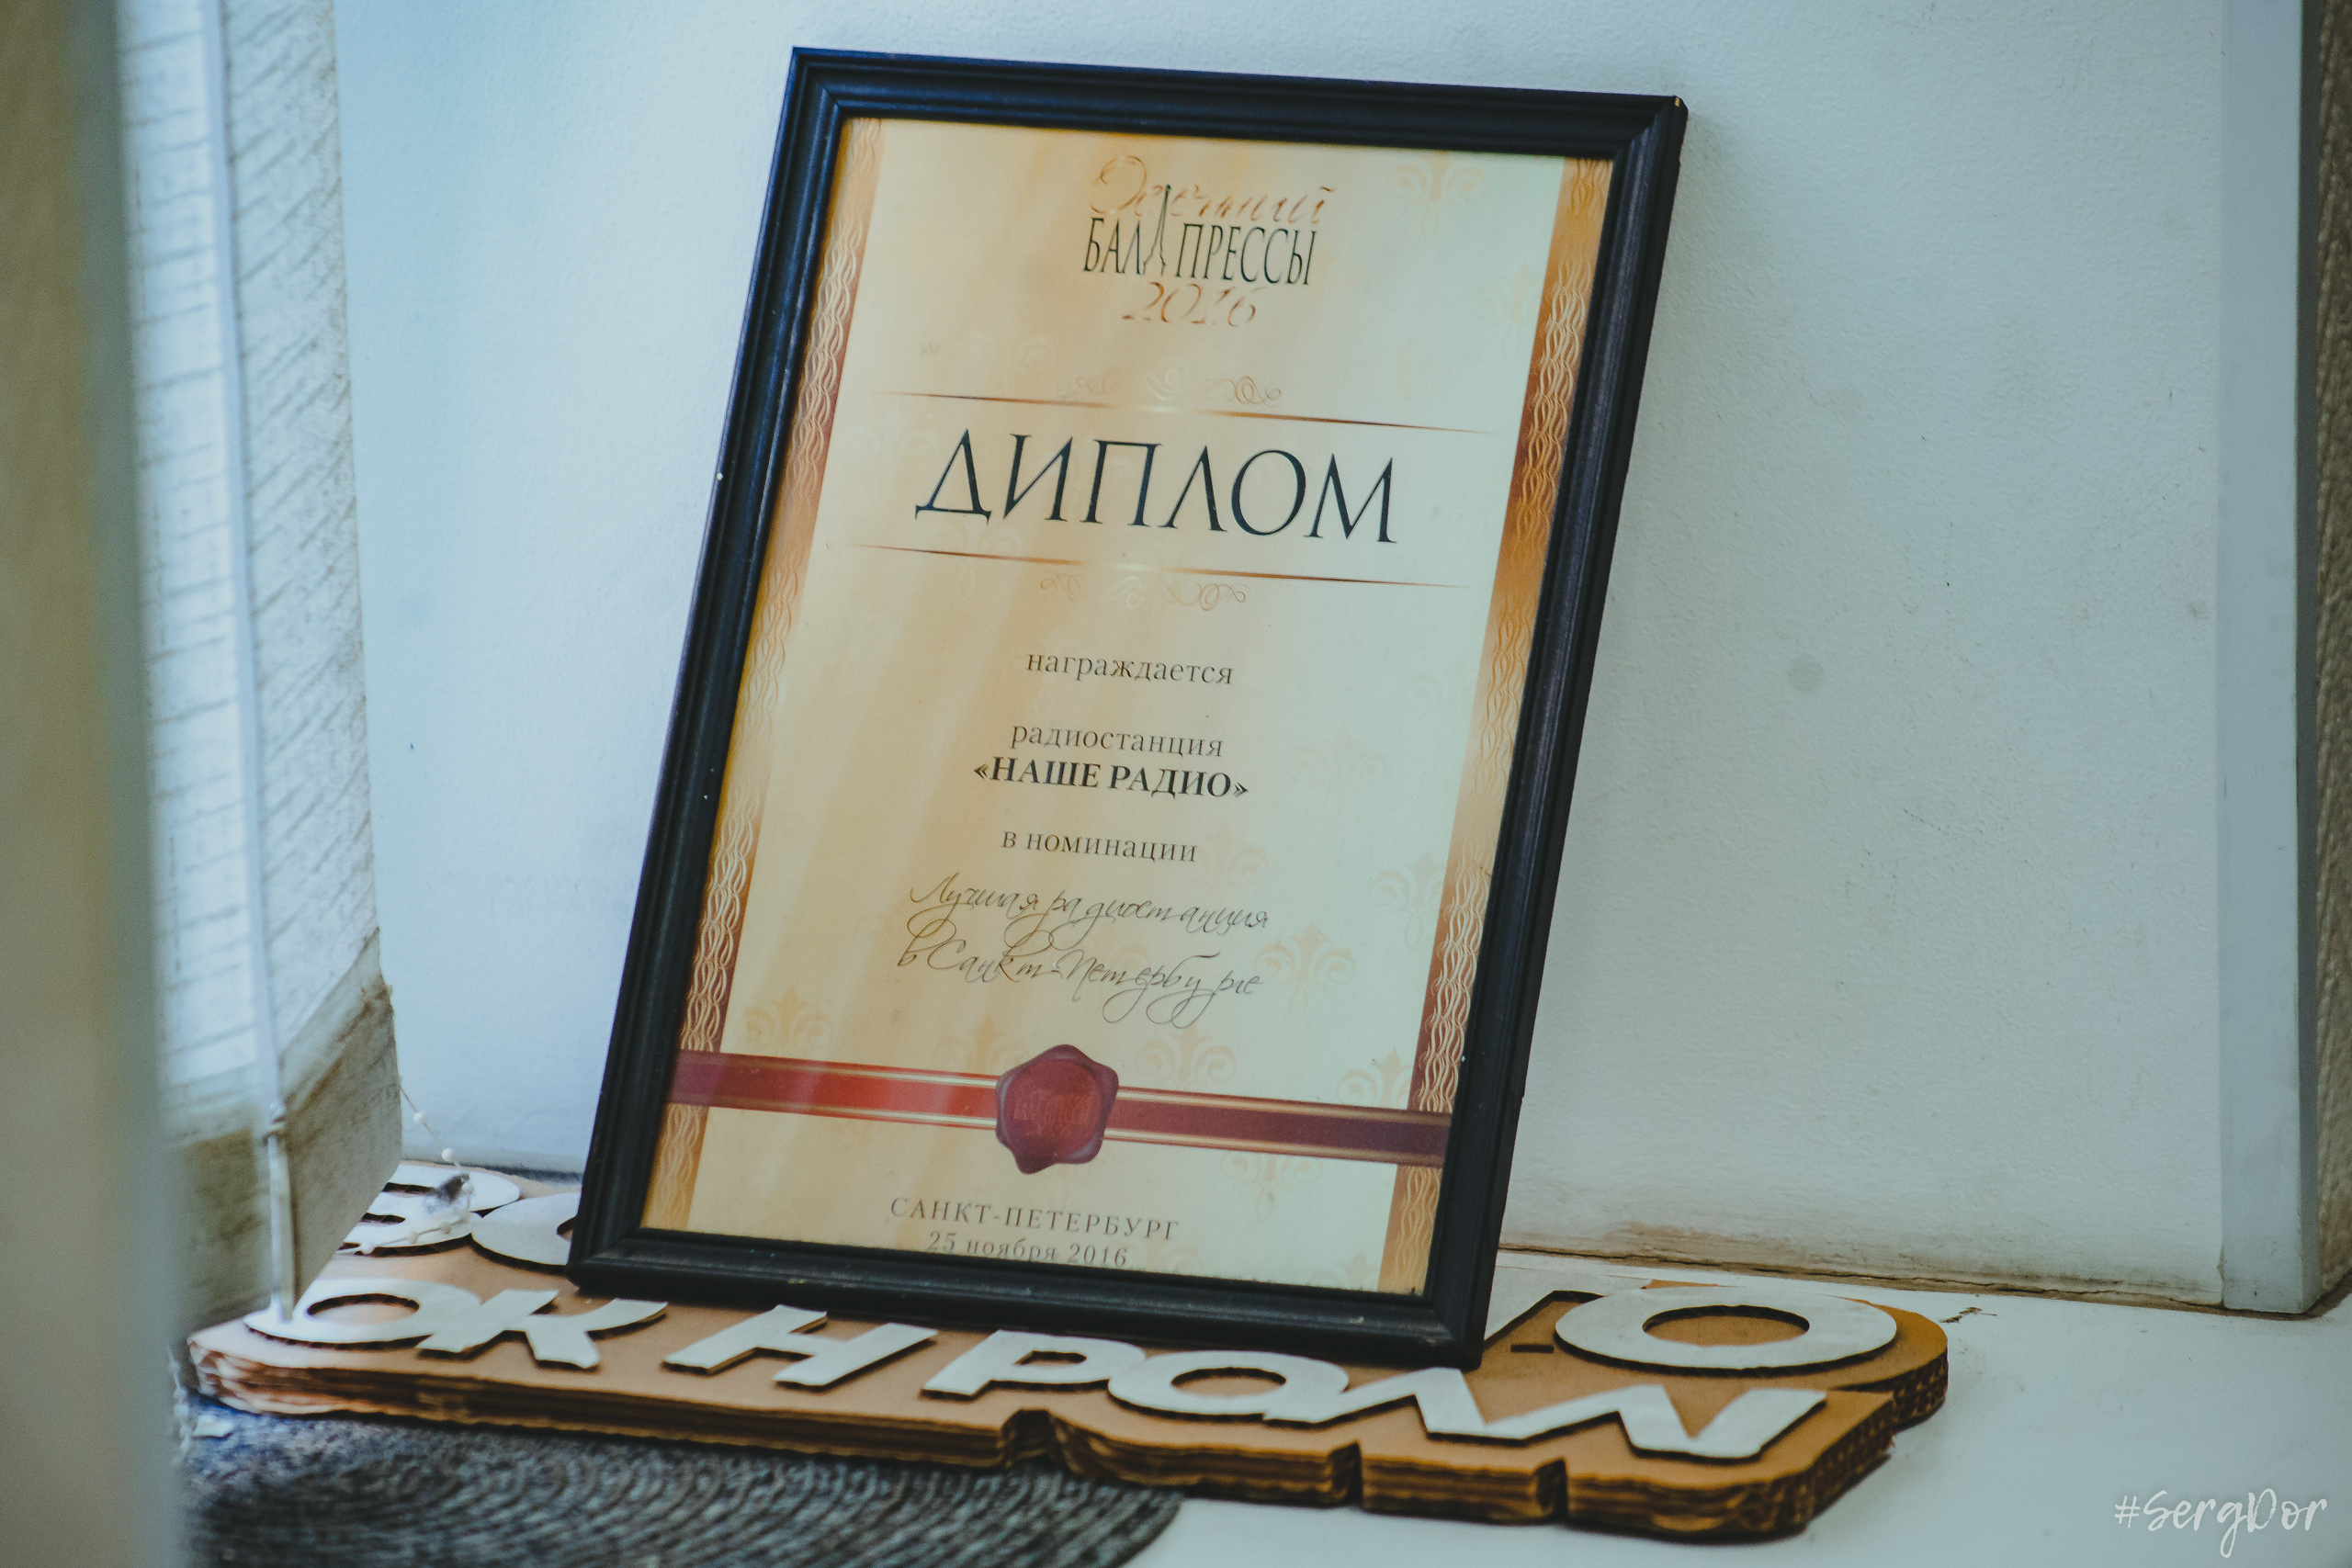 Осенний
БАЛ ПРЕССЫ
2016
ДИПЛОМ
награждается
радиостанция
«НАШЕ РАДИО»
в номинации
Лучшая радиостанция
в Санкт-Петербурге
САНКТ-ПЕТЕРБУРГ
25 ноября 2016
ОК Н РОЛЛ
#SergDor